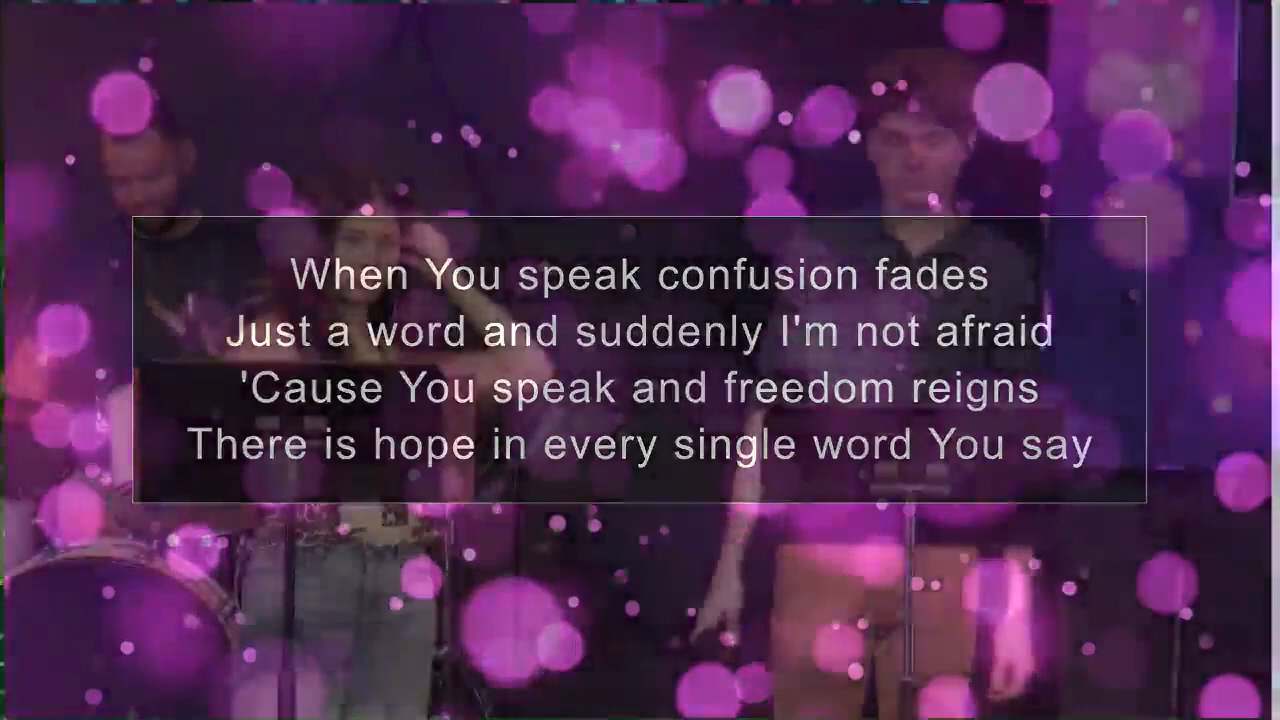 When You speak confusion fades
Just a word and suddenly I'm not afraid
'Cause You speak and freedom reigns
There is hope in every single word You say